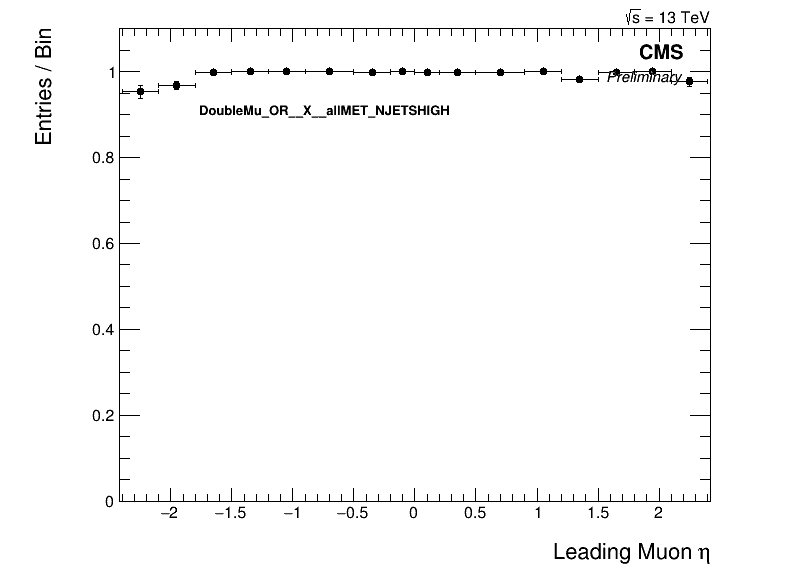 √s = 13 TeV
CMS
Preliminary
Entries / Bin
DoubleMu_OR__X__allMET_NJETSHIGH
1
0.8
0.6
0.4
0.2
0
−2 −1.5 −1 −0.5 0 0.5 1 1.5 2
Leading Muon η